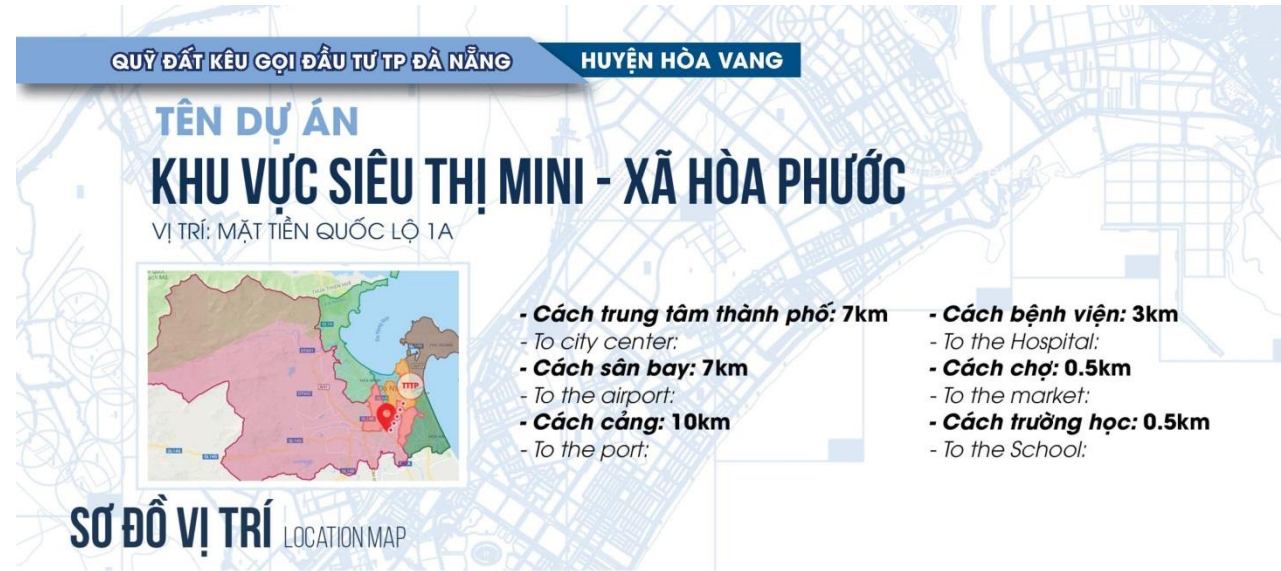 QUỸ ĐẤT KÊU GỌI ĐẦU TƯ TP ĐÀ NẴNG
HUYỆN HÒA VANG
TÊN DỰ ÁN
KHU VỰC SIÊU THỊ MINI - XÃ HÒA PHƯỚC
VỊ TRÍ: MẶT TIỀN QUỐC LỘ 1A
TTTP
- Cách trung tâm thành phố: 7km
- To city center:
- Cách sân bay: 7km
- To the airport:
- Cách cảng: 10km
- To the port:
- Cách bệnh viện: 3km
- To the Hospital:
- Cách chợ: 0.5km
- To the market:
- Cách trường học: 0.5km
- To the School:
SƠ ĐỒ VỊ TRÍ LOCATION MAP